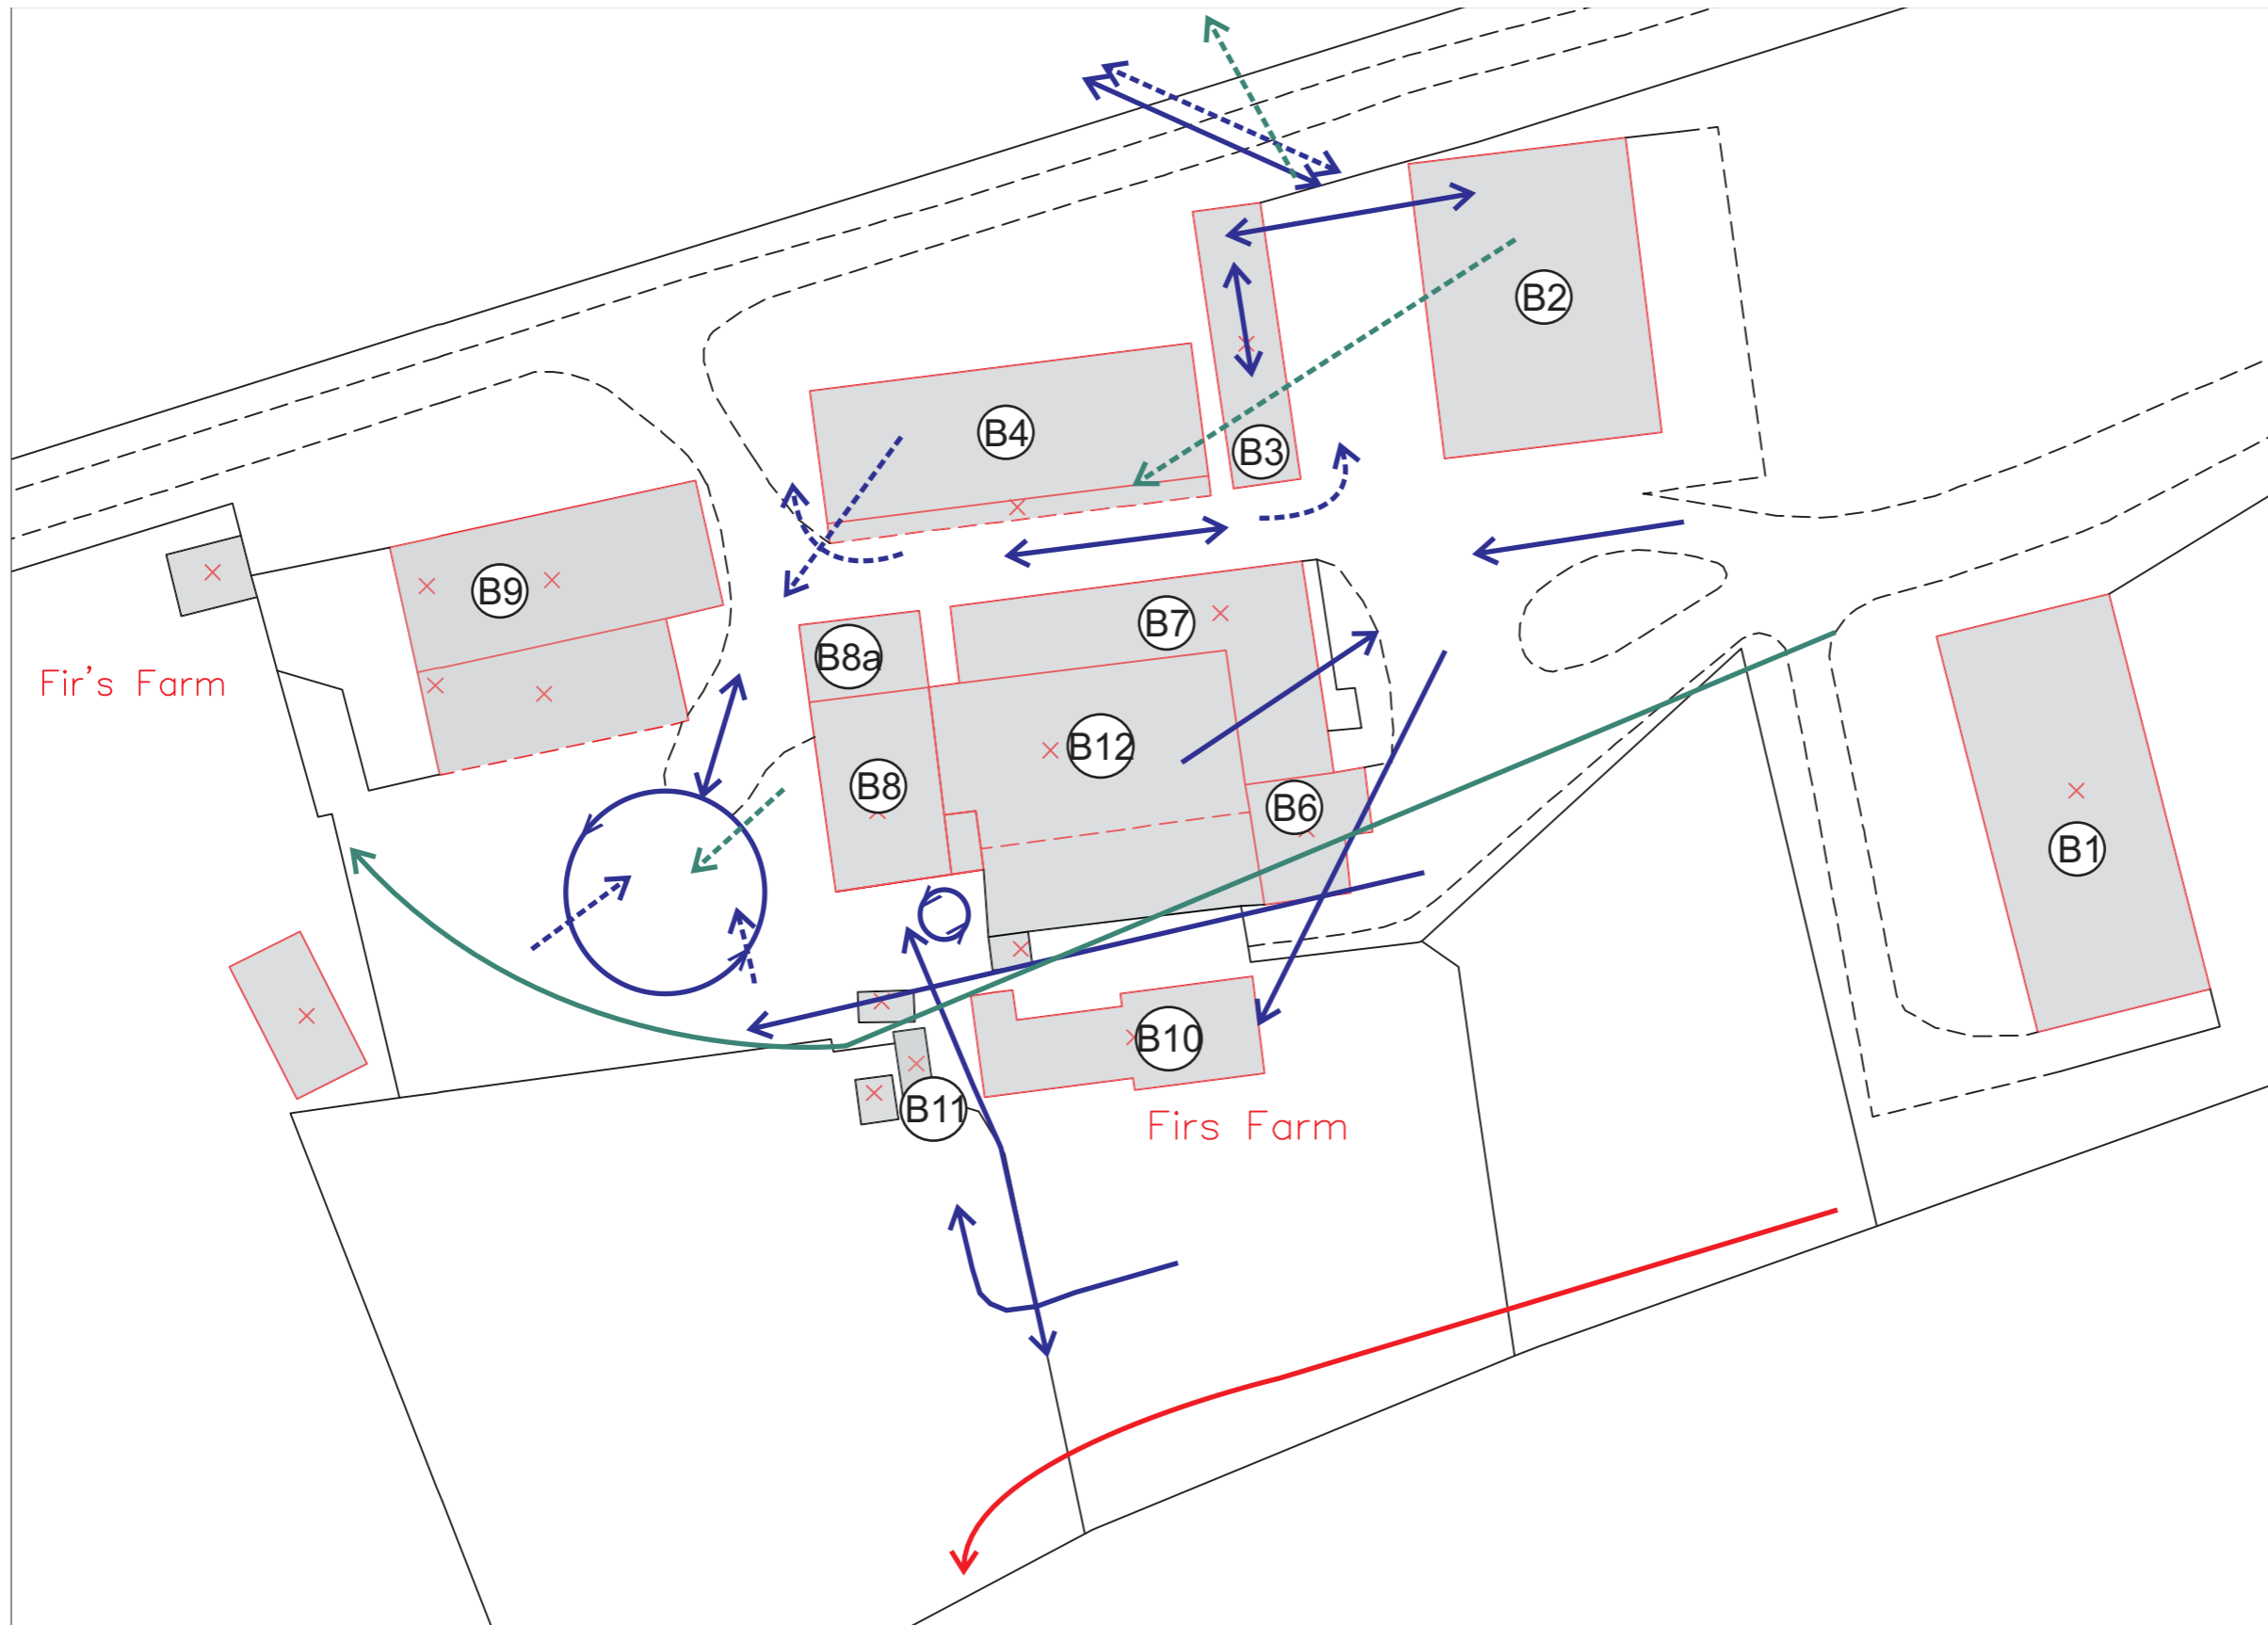 B2
B4
B3
B9
B7
B8a
Fir's Farm
B12
B8
B6
B1
B10
B11
Firs Farm